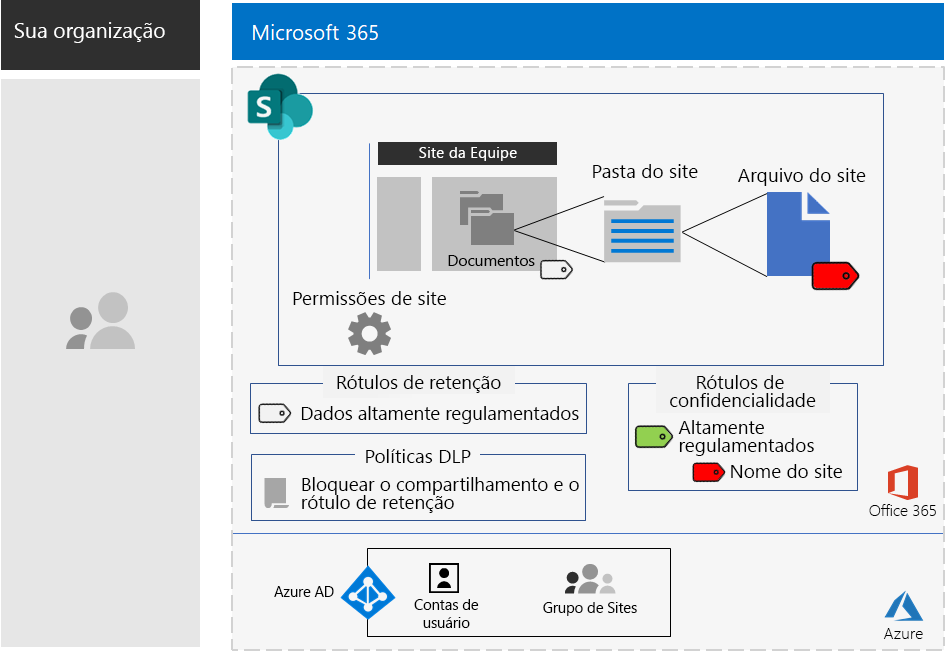 Sua organização
Microsoft 365
S
Site da Equipe
Documentos
Pasta do site
Arquivo do site
Permissões de site
Rótulos de retenção
Dados altamente regulamentados
Políticas DLP
Bloquear o compartilhamento e o
rótulo de retenção
Rótulos de
confidencialidade
Altamente
regulamentados
Nome do site
Office 365
Azure AD
Contas de
usuário
Grupo de Sites
Azure